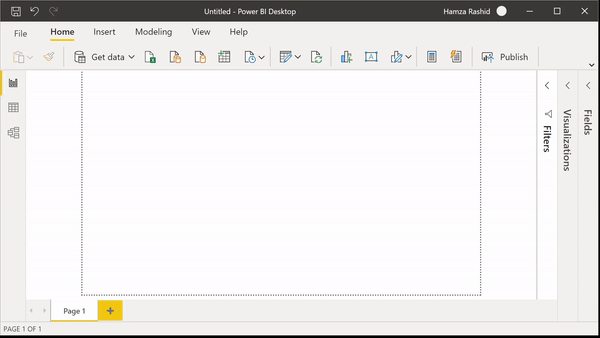 Untitled - Power BI Desktop
Hamza Rashid
File Home Insert Modeling View Help
Get data
Publish
Filters
Visualizations
Fields
Page 1
PAGE 1 OF 1